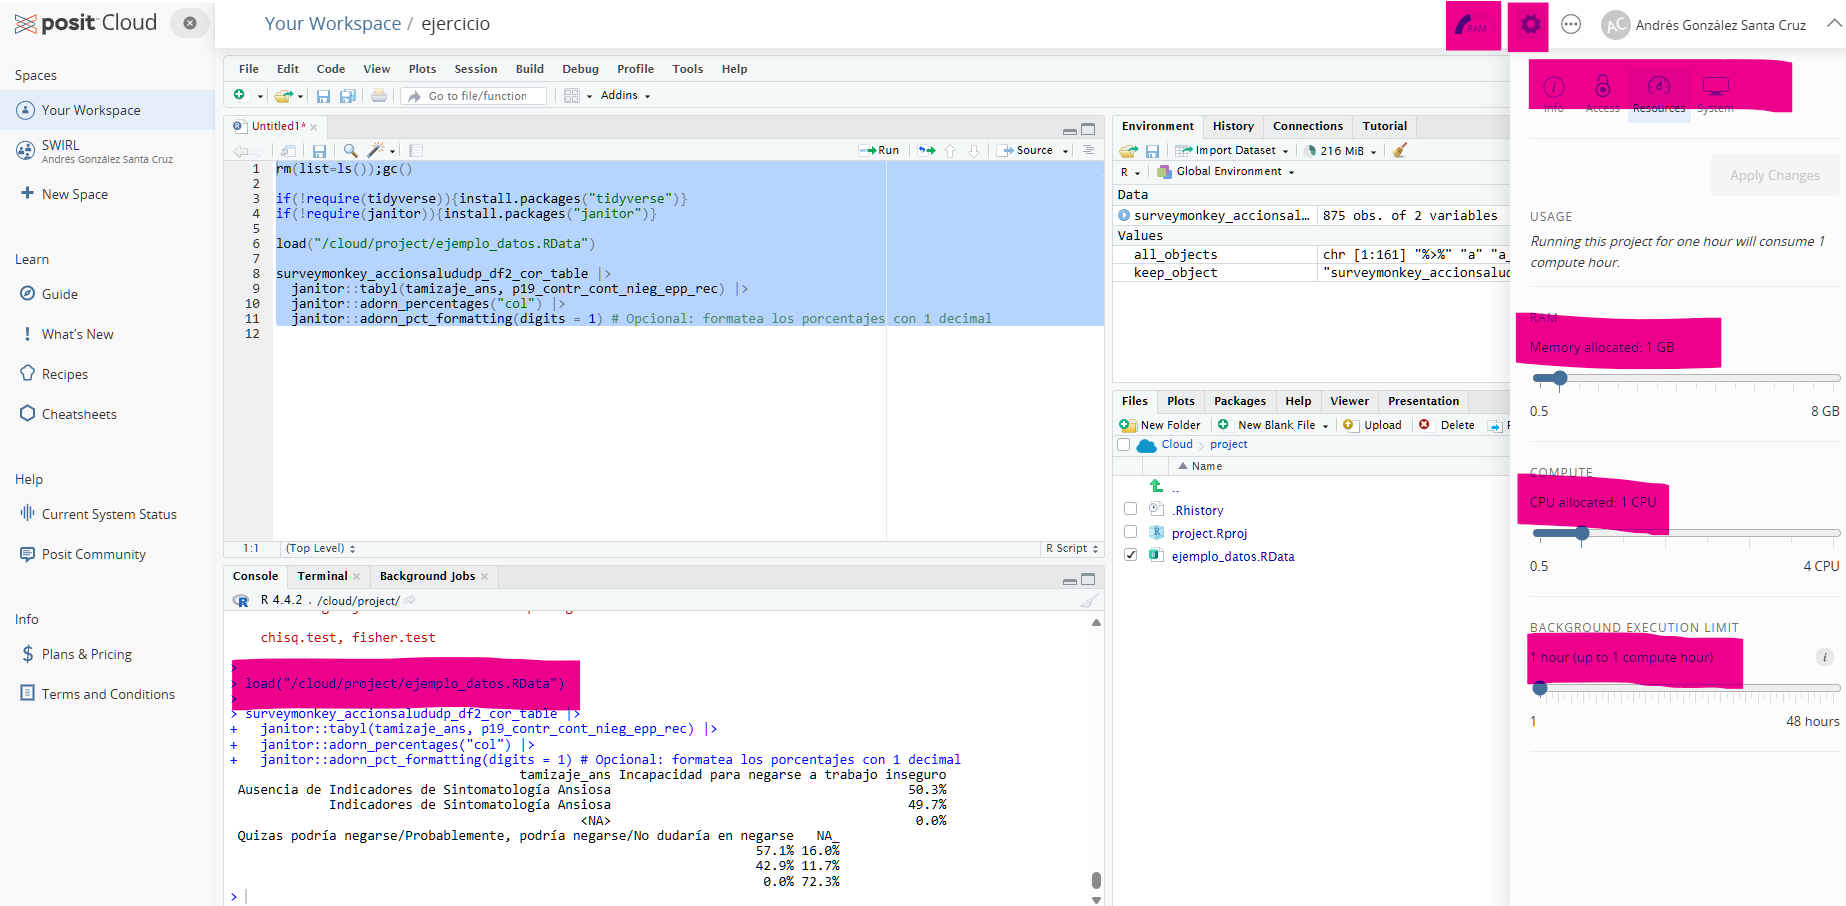 posit Cloud
Your Workspace / ejercicio
RAM
AC
Andrés González Santa Cruz
Spaces
Your Workspace
SWIRL
Andrés González Santa Cruz
New Space
Learn
Guide
What's New
Recipes
Cheatsheets
Help
Current System Status
Posit Community
Info
Plans & Pricing
Terms and Conditions
File Edit Code View Plots Session Build Debug Profile Tools Help
Go to file/function
Addins
Untitled1*
Run
Source
1 rm(list=ls());gc()
2
3 if(!require(tidyverse)){install.packages("tidyverse")}
4 if(!require(janitor)){install.packages("janitor")}
5
6 load("/cloud/project/ejemplo_datos.RData")
7
8 surveymonkey_accionsalududp_df2_cor_table |>
9 janitor::tabyl(tamizaje_ans, p19_contr_cont_nieg_epp_rec) |>
10 janitor::adorn_percentages("col") |>
11 janitor::adorn_pct_formatting(digits = 1) # Opcional: formatea los porcentajes con 1 decimal
12
1:1 (Top Level) R Script
Console Terminal Background Jobs
R 4.4.2 . /cloud/project/
chisq.test, fisher.test
>
> load("/cloud/project/ejemplo_datos.RData")
>
> surveymonkey_accionsalududp_df2_cor_table |>
+ janitor::tabyl(tamizaje_ans, p19_contr_cont_nieg_epp_rec) |>
+ janitor::adorn_percentages("col") |>
+ janitor::adorn_pct_formatting(digits = 1) # Opcional: formatea los porcentajes con 1 decimal
tamizaje_ans Incapacidad para negarse a trabajo inseguro
Ausencia de Indicadores de Sintomatología Ansiosa 50.3%
Indicadores de Sintomatología Ansiosa 49.7%
<NA> 0.0%
Quizas podría negarse/Probablemente, podría negarse/No dudaría en negarse NA_
57.1% 16.0%
42.9% 11.7%
0.0% 72.3%
>
Environment History Connections Tutorial
Import Dataset 216 MiB
R Global Environment
Data
surveymonkey_accionsal... 875 obs. of 2 variables
Values
all_objects chr [1:161] "%>%" "a" "a_
keep_object "surveymonkey_accionsalud
Files Plots Packages Help Viewer Presentation
New Folder New Blank File Upload Delete
Cloud project
Name
..
.Rhistory
project.Rproj
ejemplo_datos.RData
Info Access Resources System
Apply Changes
USAGE
Running this project for one hour will consume 1
compute hour.
RAM
Memory allocated: 1 GB
0.5 8 GB
COMPUTE
CPU allocated: 1 CPU
0.5 4 CPU
BACKGROUND EXECUTION LIMIT
1 hour (up to 1 compute hour)
i
1 48 hours